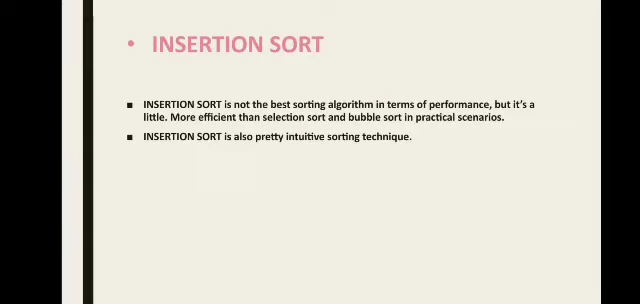 • INSERTION SORT
▪ INSERTION SORT is not the best sorting algorithm in terms of performance, but it’s a
little. More efficient than selection sort and bubble sort in practical scenarios.
▪ INSERTION SORT is also pretty intuitive sorting technique.